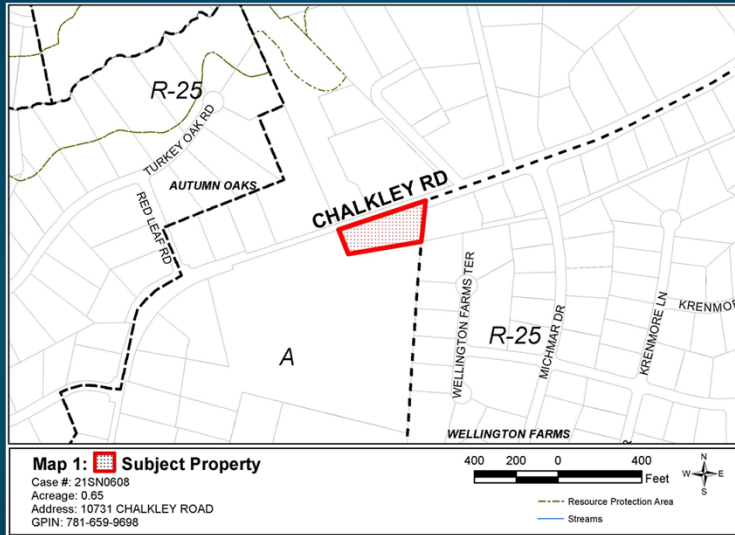 R-25
TURKEY OAK RD
AUTUMN OAKS
RED LEAF RD
CHALKLEY RD
WELLINGTON FARMS TER
MICHMAR DR
R-25
KRENMORE LN
KRENMOR
A
WELLINGTON FARMS
Map 1: Subject Property
Case #: 21SN0608
Acreage: 0.65
Address: 10731 CHALKLEY ROAD
GPIN: 781-659-9698
400 200 0 400
Feet
N
W E
S
Resource Protection Area
Streams